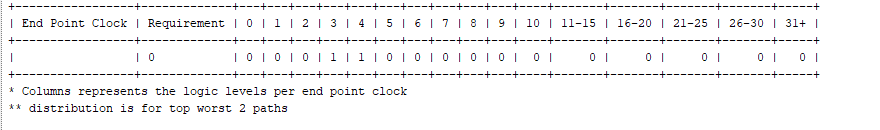 +-----------------+-------------+---+---+---+---+---+---+---+---+---+---+----+-------+-------+-------+-------+-----+
| End Point Clock | Requirement | 0 | 1 | 2 | 3 | 4 | 5 | 6 | 7 | 8 | 9 | 10 | 11-15 | 16-20 | 21-25 | 26-30 | 31+ |
+-----------------+-------------+---+---+---+---+---+---+---+---+---+---+----+-------+-------+-------+-------+-----+
|                 | 0           | 0 | 0 | 0 | 1 | 1 | 0 | 0 | 0 | 0 | 0 |  0 |     0 |     0 |     0 |     0 |   0 |
+-----------------+-------------+---+---+---+---+---+---+---+---+---+---+----+-------+-------+-------+-------+-----+
* Columns represents the logic levels per end point clock
** distribution is for top worst 2 paths